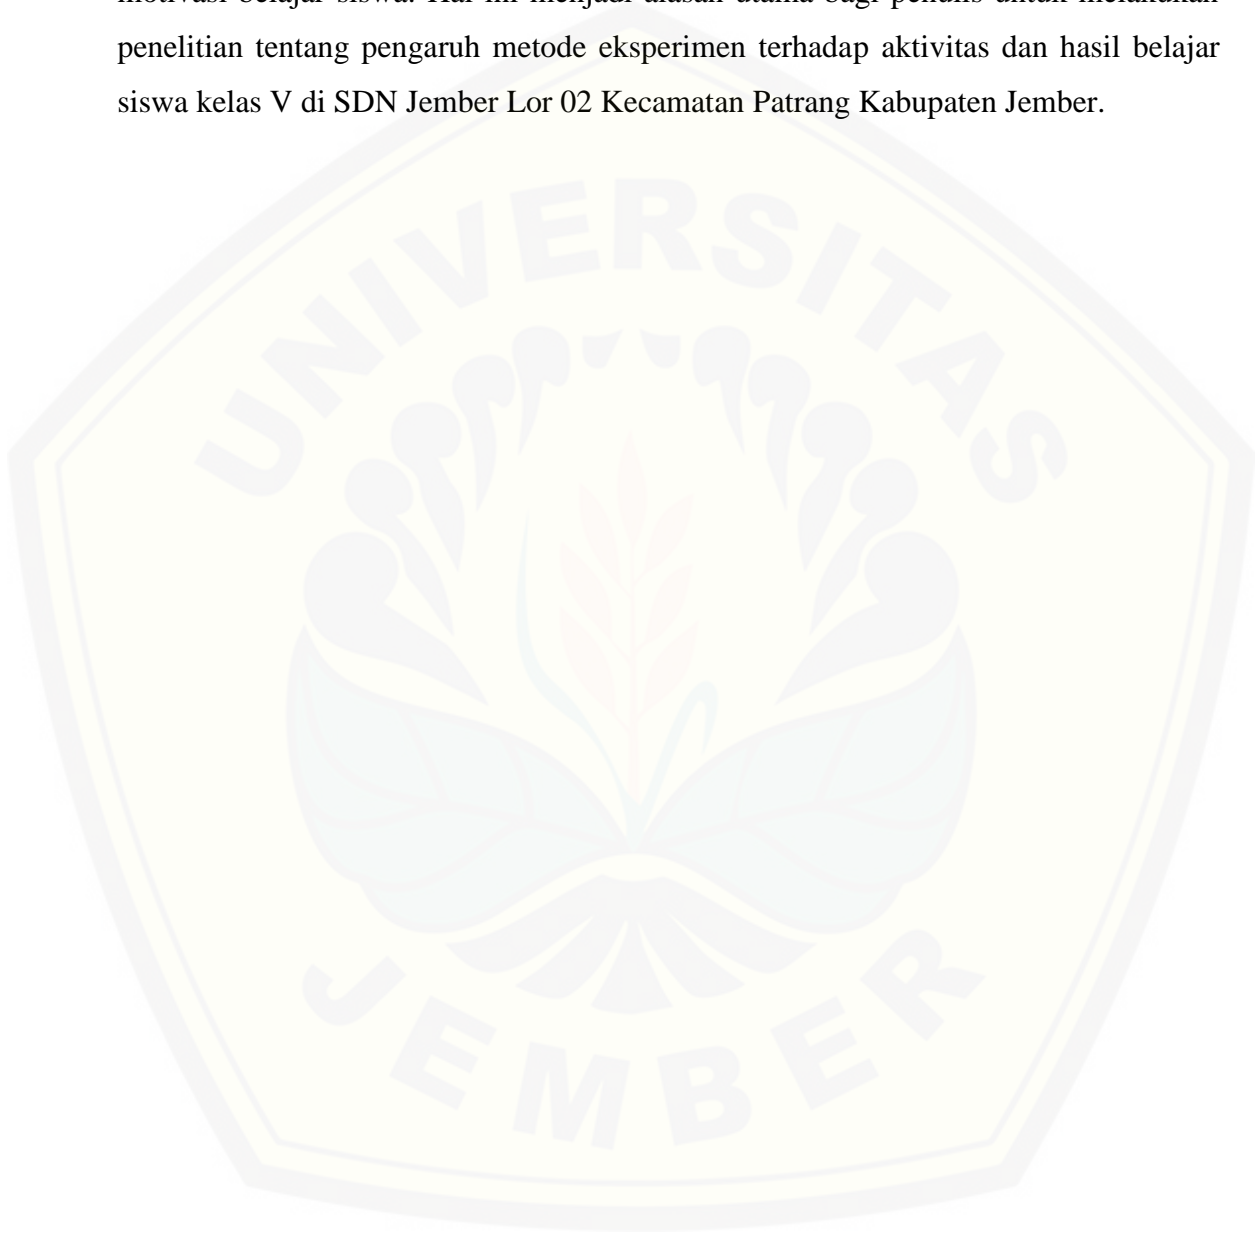 motivasi belajar siswa. Hal ini menjadi alasan utama bagi penulis untuk melakukan
penelitian tentang pengaruh metode eksperimen terhadap aktivitas dan hasil belajar
siswa kelas V di SDN Jember Lor 02 Kecamatan Patrang Kabupaten Jember.
UNIVERSITAS
JEMBER